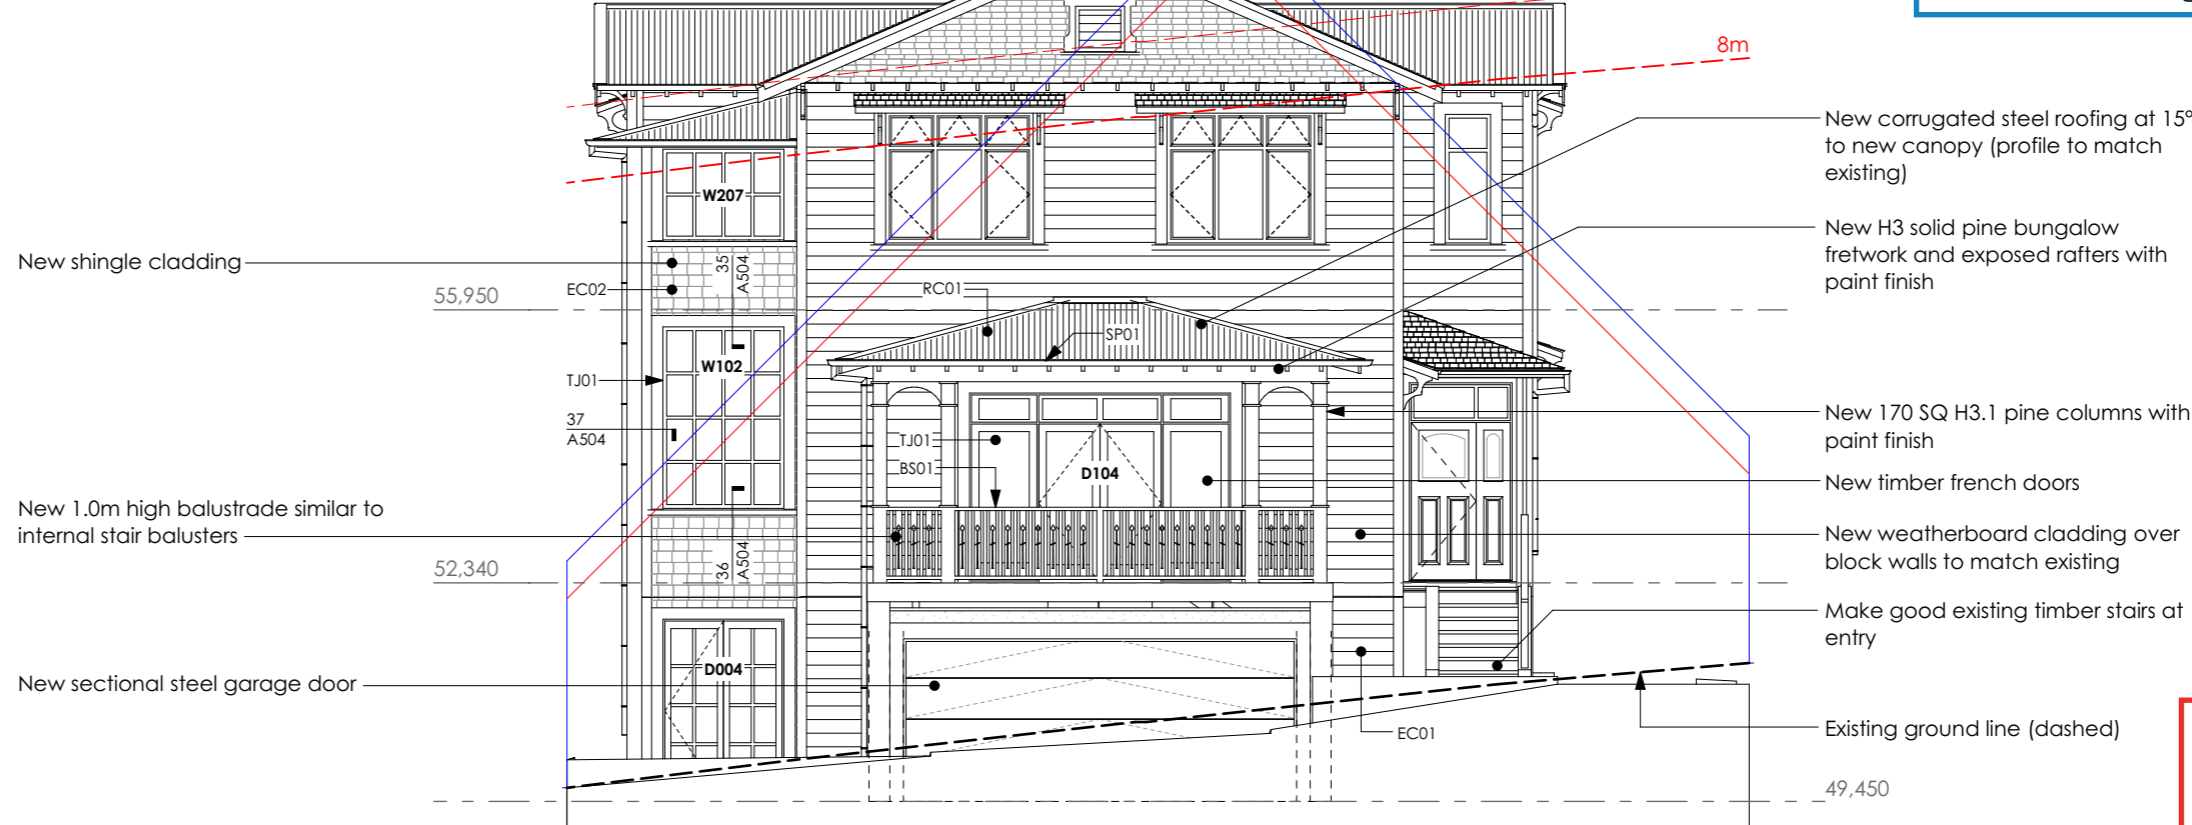 8m
New corrugated steel roofing at 15°
to new canopy (profile to match
existing)
W207
New H3 solid pine bungalow
fretwork and exposed rafters with
paint finish
New shingle cladding
35
A504
EC02
55,950
RC01
SP01
W102
TJ01
37
A504
New 170 SQ H3.1 pine columns with
paint finish
TJ01
BS01
D104
New timber french doors
New 1.0m high balustrade similar to
internal stair balusters
New weatherboard cladding over
block walls to match existing
36
A504
52,340
Make good existing timber stairs at
entry
D004
New sectional steel garage door
EC01
Existing ground line (dashed)
49,450